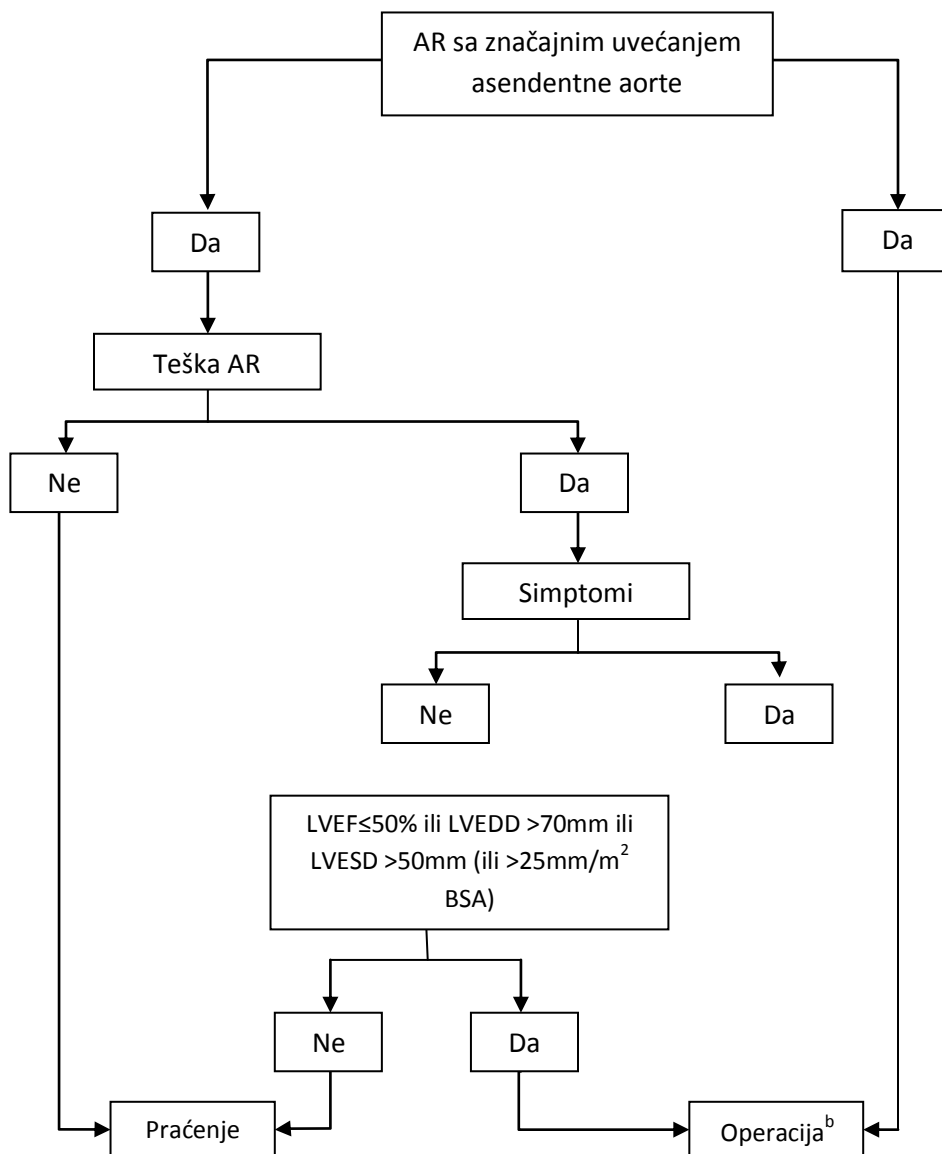 AR sa značajnim uvećanjem
asendentne aorte
Da
Da
Teška AR
Ne
Da
Simptomi
Ne
Da
LVEF≤50% ili LVEDD >70mm ili
LVESD >50mm (ili >25mm/m²
BSA)
Ne
Da
Praćenje
Operacijaᵇ